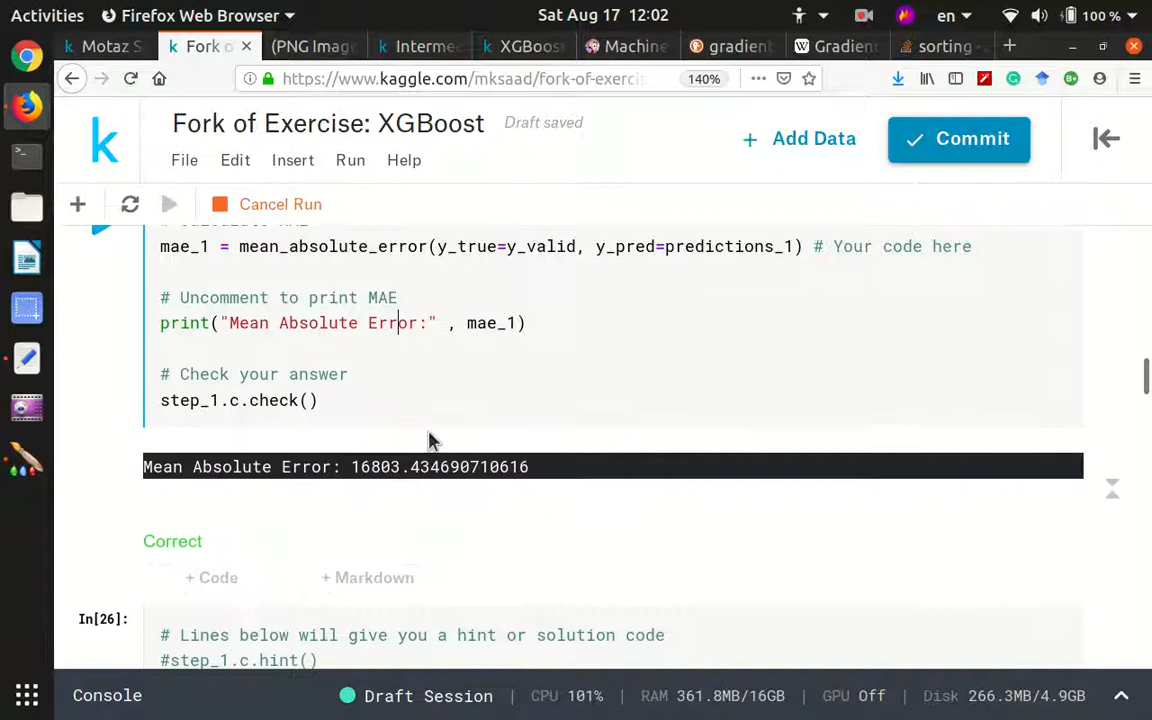 Activities
Firefox Web Browser
Sat Aug 17 12:02
en
100 %
Motaz S
Fork o
(PNG Imag
Interme
XGBoos
Machine
gradien
Gradien
sorting
https://www.kaggle.com/mksaad/fork-of-exerci
140%
Fork of Exercise: XGBoost
Draft saved
File
Edit
Insert
Run
Help
+ Add Data
Commit
Cancel Run
mae_1 = mean_absolute_error(y_true=y_valid, y_pred=predictions_1) # Your code here
# Uncomment to print MAE
print("Mean Absolute Error:" , mae_1)
# Check your answer
step_1.c.check()
Mean Absolute Error: 16803.434690710616
Correct
+ Code
+ Markdown
In[26]:
# Lines below will give you a hint or solution code
#step_1.c.hint()
Console
Draft Session
CPU 101%
RAM 361.8MB/16GB
GPU Off
Disk 266.3MB/4.9GB